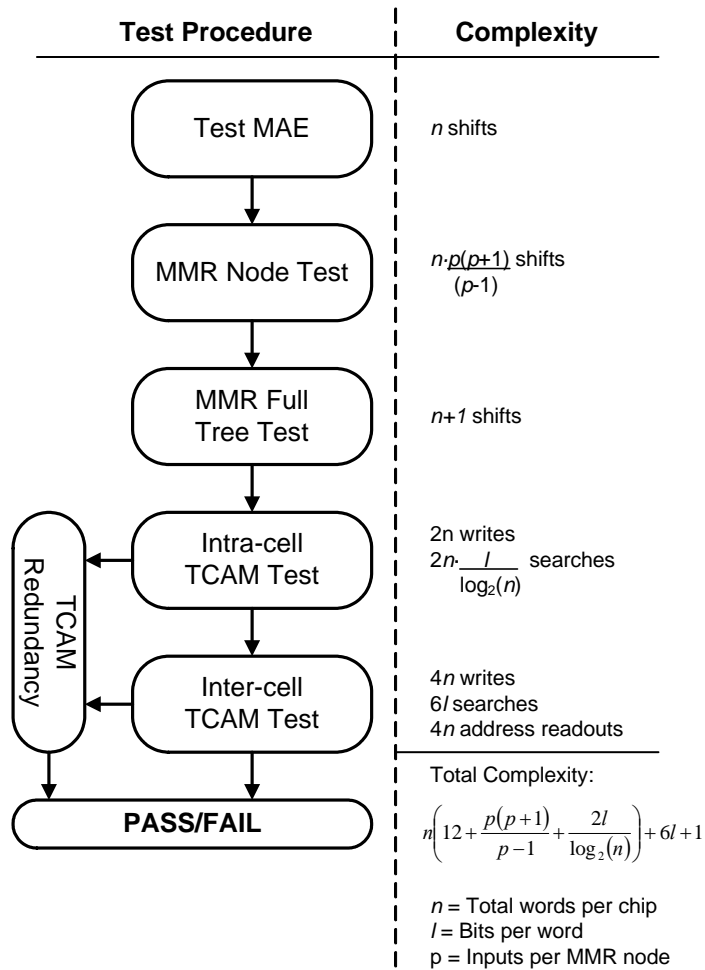 Test Procedure
Complexity
Test MAE
n shifts
MMR Node Test
n·p(p+1) shifts
(p-1)
MMR Full
Tree Test
n+1 shifts
Intra-cell
TCAM Test
2n writes
2n· l searches
log₂(n)
TCAM
Redundancy
Inter-cell
TCAM Test
4n writes
6l searches
4n address readouts
PASS/FAIL
Total Complexity:
n(12 + p(p+1)/(p−1) + 2l/log₂(n)) + 6l + 1
n = Total words per chip
l = Bits per word
p = Inputs per MMR node